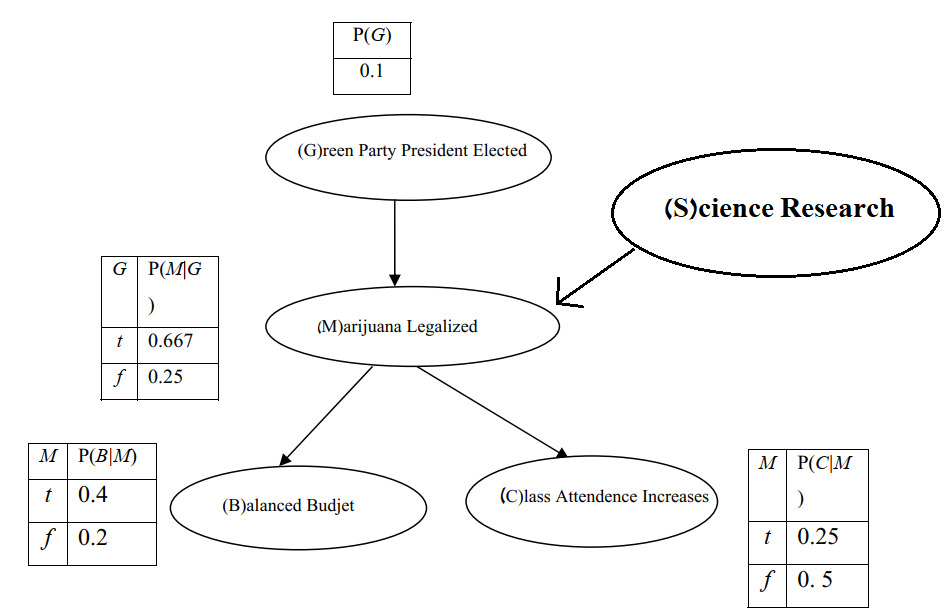 P(G)
0.1
(G)reen Party President Elected
(S)cience Research
G P(M|G
)
t 0.667
f 0.25
(M)arijuana Legalized
M P(B|M)
t 0.4
f 0.2
(B)alanced Budjet
(C)lass Attendence Increases
M P(C|M
)
t 0.25
f 0. 5